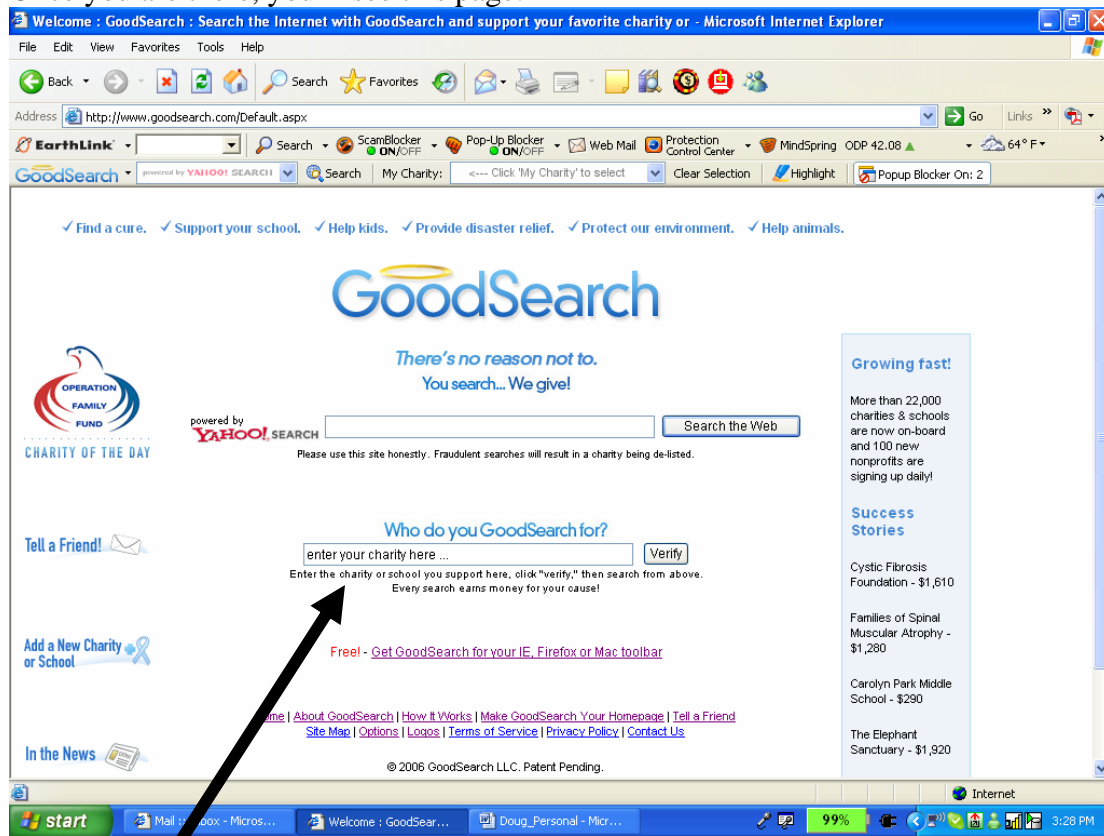 Once you are there, you'll see this page:
Welcome : GoodSearch : Search the Internet with GoodSearch and support your favorite charity or - Microsoft Internet Explorer
File Edit View Favorites Tools Help
Back Search Favorites
Address http://www.goodsearch.com/Default.aspx Go Links »
EarthLink Search ScamBlocker ON/OFF Pop-Up Blocker ON/OFF Web Mail Protection Control Center MindSpring ODP 42.08 64° F
GoodSearch powered by YAHOO! SEARCH Search My Charity: <--- Click 'My Charity' to select Clear Selection Highlight Popup Blocker On: 2
✓ Find a cure. ✓ Support your school. ✓ Help kids. ✓ Provide disaster relief. ✓ Protect our environment. ✓ Help animals.
GoodSearch
There's no reason not to.
You search... We give!
OPERATION
FAMILY
FUND
CHARITY OF THE DAY
powered by
YAHOO! SEARCH
Search the Web
Please use this site honestly. Fraudulent searches will result in a charity being de-listed.
Who do you GoodSearch for?
enter your charity here ... Verify
Enter the charity or school you support here, click "verify," then search from above.
Every search earns money for your cause!
Tell a Friend!
Add a New Charity
or School
In the News
Free! - Get GoodSearch for your IE, Firefox or Mac toolbar
| About GoodSearch | How It Works | Make GoodSearch Your Homepage | Tell a Friend
Site Map | Options | Logos | Terms of Service | Privacy Policy | Contact Us
© 2006 GoodSearch LLC. Patent Pending.
Growing fast!
More than 22,000
charities & schools
are now on-board
and 100 new
nonprofits are
signing up daily!
Success
Stories
Cystic Fibrosis
Foundation - $1,610
Families of Spinal
Muscular Atrophy -
$1,280
Carolyn Park Middle
School - $290
The Elephant
Sanctuary - $1,920
Internet
start Mail :: - Micros... Welcome : GoodSear... Doug_Personal - Micr... 99% 3:28 PM